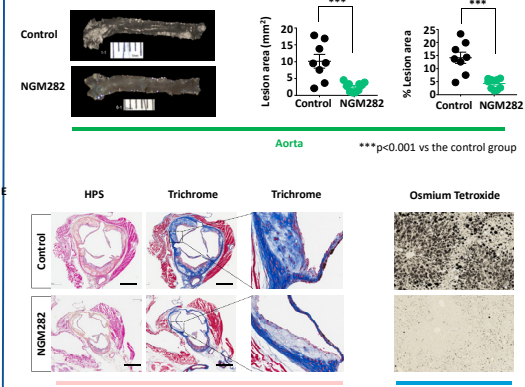 Control
NGM282
Lesion area (mm²)
20
15
10
5
0
***
Control NGM282
% Lesion area
25
20
15
10
5
0
***
Control NGM282
Aorta
***p<0.001 vs the control group
E
HPS Trichrome Trichrome Osmium Tetroxide
Control
NGM282